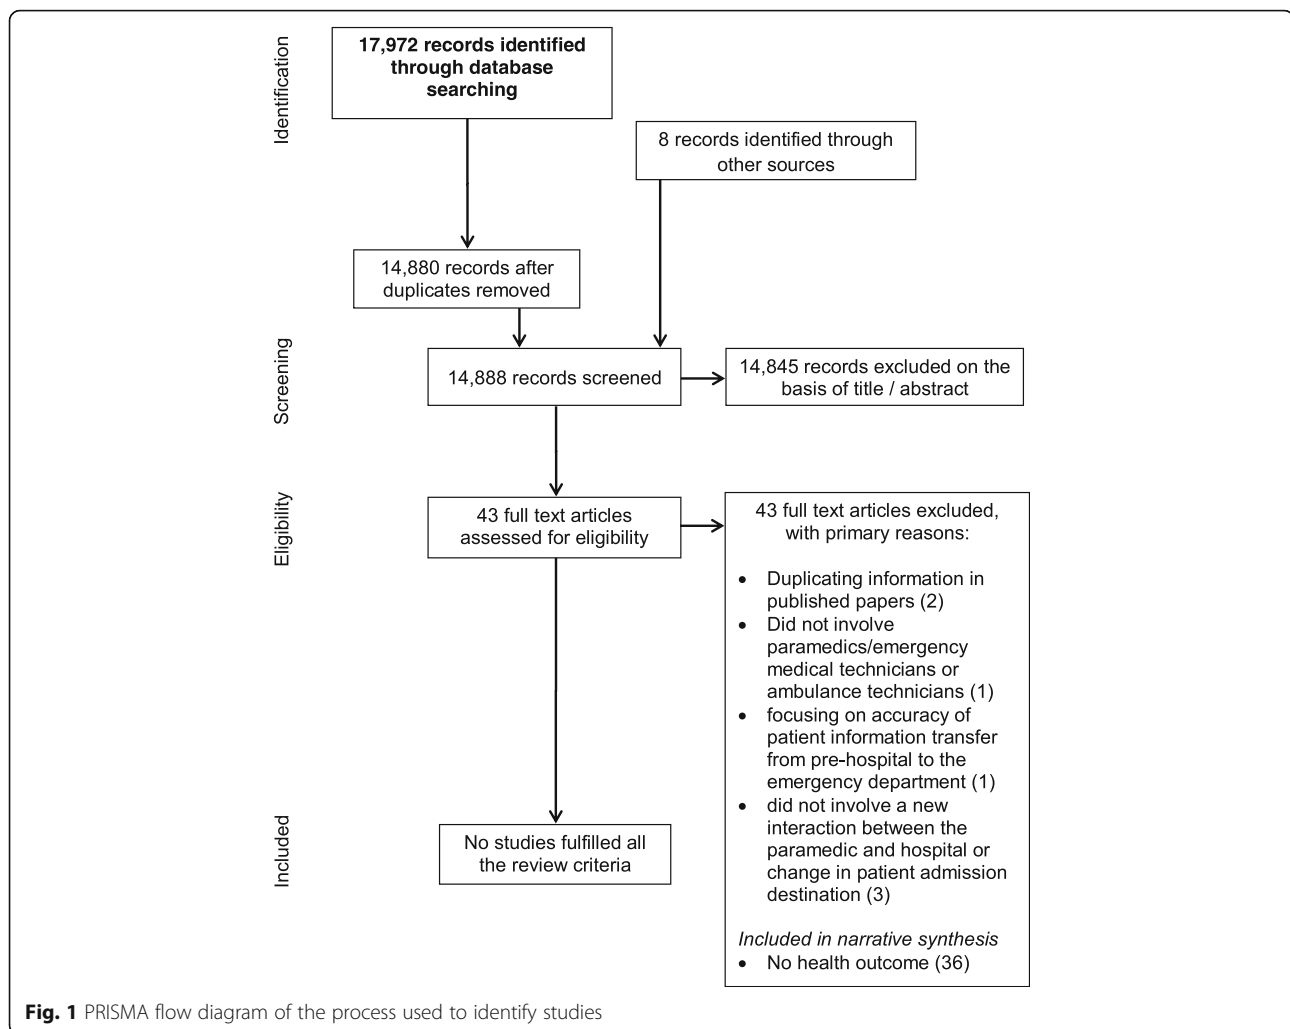 Identification
17,972 records identified
through database
searching
8 records identified through
other sources
14,880 records after
duplicates removed
Screening
14,888 records screened
14,845 records excluded on the
basis of title / abstract
Eligibility
43 full text articles
assessed for eligibility
43 full text articles excluded,
with primary reasons:
• Duplicating information in
published papers (2)
• Did not involve
paramedics/emergency
medical technicians or
ambulance technicians (1)
• focusing on accuracy of
patient information transfer
from pre-hospital to the
emergency department (1)
• did not involve a new
interaction between the
paramedic and hospital or
change in patient admission
destination (3)
Included in narrative synthesis
• No health outcome (36)
Included
No studies fulfilled all
the review criteria
Fig. 1 PRISMA flow diagram of the process used to identify studies